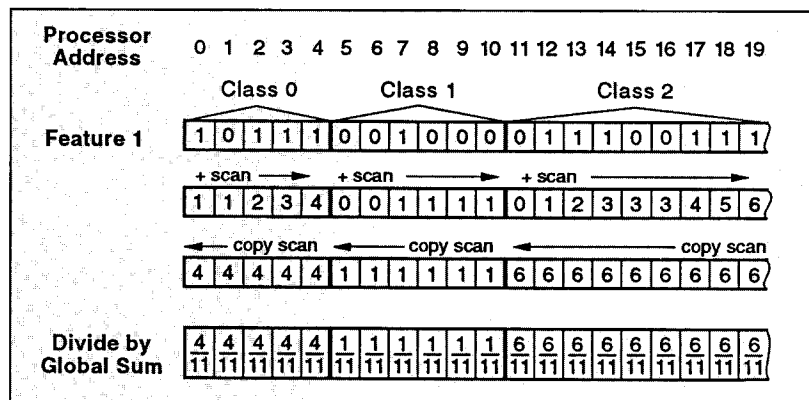 Processor Address 0 1 2 3 4 5 6 7 8 9 10 11 12 13 14 15 16 17 18 19
Class 0 Class 1 Class 2
Feature 1 1 0 1 1 1 0 0 1 0 0 0 0 1 1 1 0 0 1 1 1
+ scan + scan + scan
1 1 2 3 4 0 0 1 1 1 1 0 1 2 3 3 3 4 5 6
copy scan copy scan copy scan
4 4 4 4 4 1 1 1 1 1 1 6 6 6 6 6 6 6 6 6
Divide by Global Sum 4/11 4/11 4/11 4/11 4/11 1/11 1/11 1/11 1/11 1/11 1/11 6/11 6/11 6/11 6/11 6/11 6/11 6/11 6/11 6/11